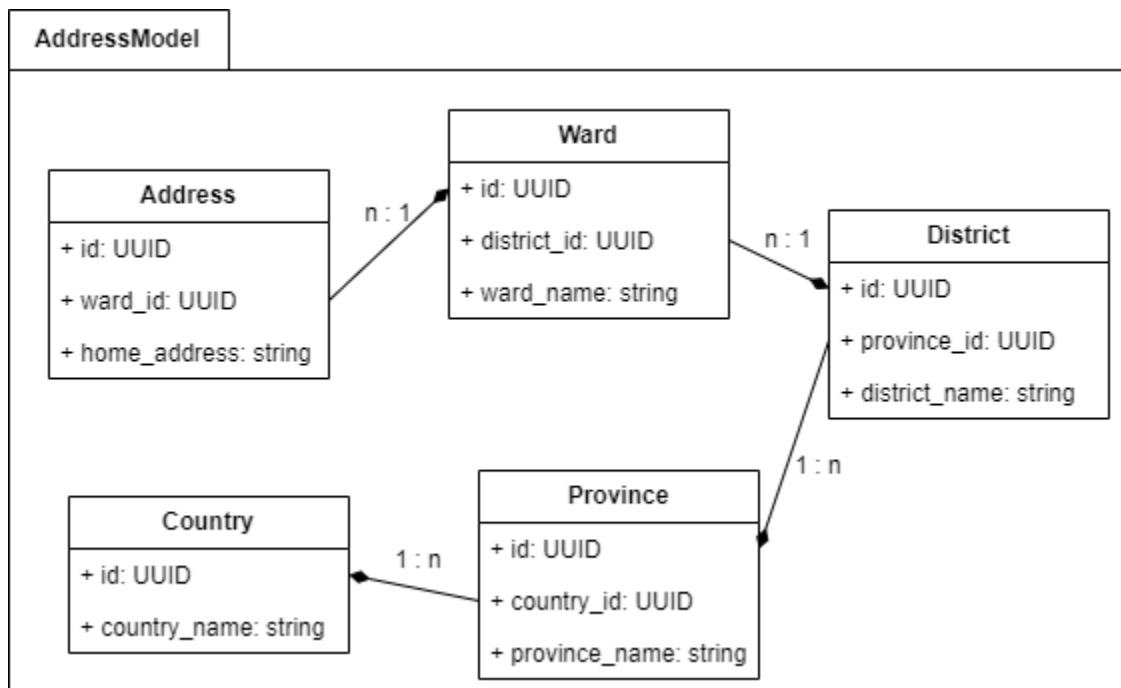 AddressModel
Address
+ id: UUID
+ ward_id: UUID
+ home_address: string
n : 1
Ward
+ id: UUID
+ district_id: UUID
+ ward_name: string
n : 1
District
+ id: UUID
+ province_id: UUID
+ district_name: string
1 : n
Province
+ id: UUID
+ country_id: UUID
+ province_name: string
1 : n
Country
+ id: UUID
+ country_name: string